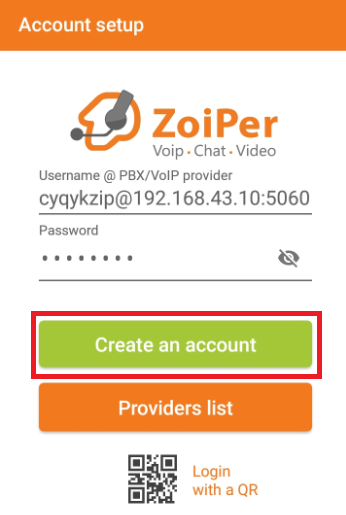 Account setup
ZoiPer
Voip • Chat • Video
Username @ PBX/VoIP provider
cyqykzip@192.168.43.10:5060
Password
Create an account
Providers list
Login
with a QR